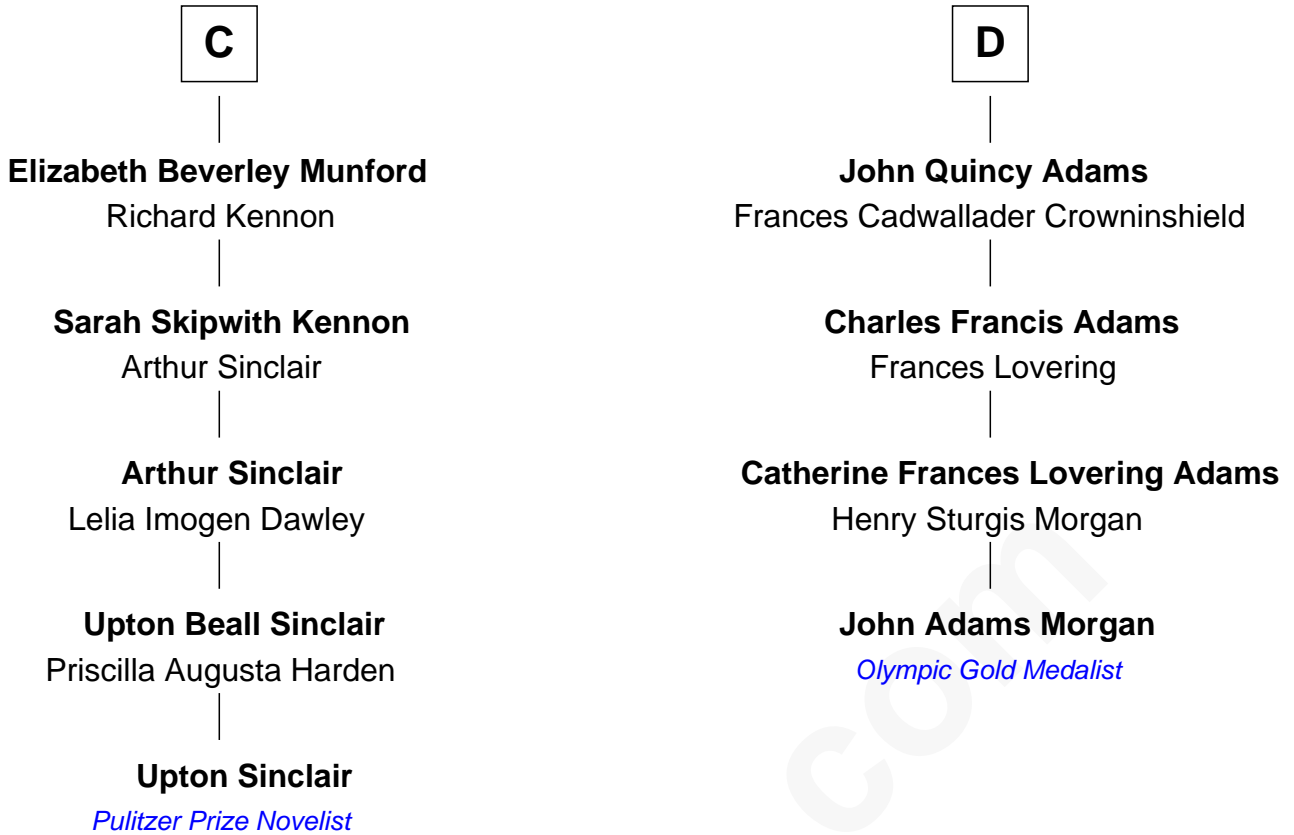 C
Elizabeth Beverley Munford
Richard Kennon
Sarah Skipwith Kennon
Arthur Sinclair
Arthur Sinclair
Lelia Imogen Dawley
Upton Beall Sinclair
Priscilla Augusta Harden
Upton Sinclair
Pulitzer Prize Novelist
D
John Quincy Adams
Frances Cadwallader Crowninshield
Charles Francis Adams
Frances Lovering
Catherine Frances Lovering Adams
Henry Sturgis Morgan
John Adams Morgan
Olympic Gold Medalist
com